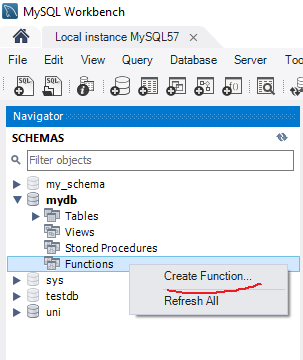 MySQL Workbench
Local instance MySQL57
File Edit View Query Database Server Too
SQL SQL
Navigator
SCHEMAS
Filter objects
my_schema
mydb
Tables
Views
Stored Procedures
Functions
Create Function...
Refresh All
sys
testdb
uni